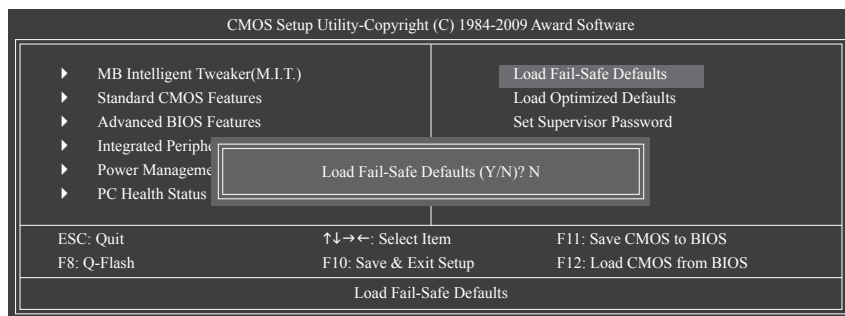 CMOS Setup Utility-Copyright (C) 1984-2009 Award Software
MB Intelligent Tweaker(M.I.T.)
Standard CMOS Features
Advanced BIOS Features
Integrated Periphe
Power Manageme
PC Health Status
Load Fail-Safe Defaults
Load Optimized Defaults
Set Supervisor Password
Load Fail-Safe Defaults (Y/N)? N
ESC: Quit
↑↓→←: Select Item
F11: Save CMOS to BIOS
F8: Q-Flash
F10: Save & Exit Setup
F12: Load CMOS from BIOS
Load Fail-Safe Defaults